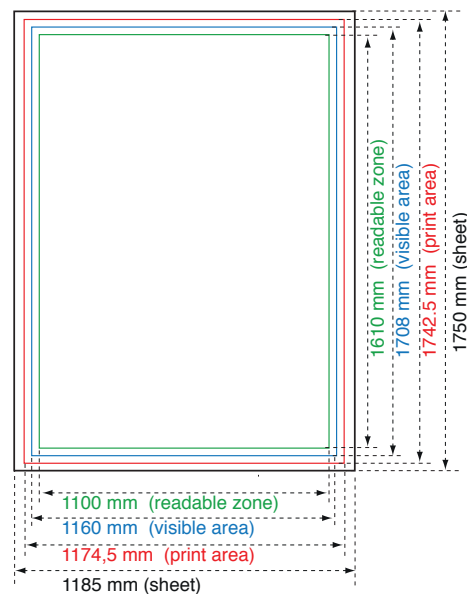 1610 mm (readable zone)
1708 mm (visible area)
1742.5 mm (print area)
1750 mm (sheet)
1100 mm (readable zone)
1160 mm (visible area)
1174,5 mm (print area)
1185 mm (sheet)